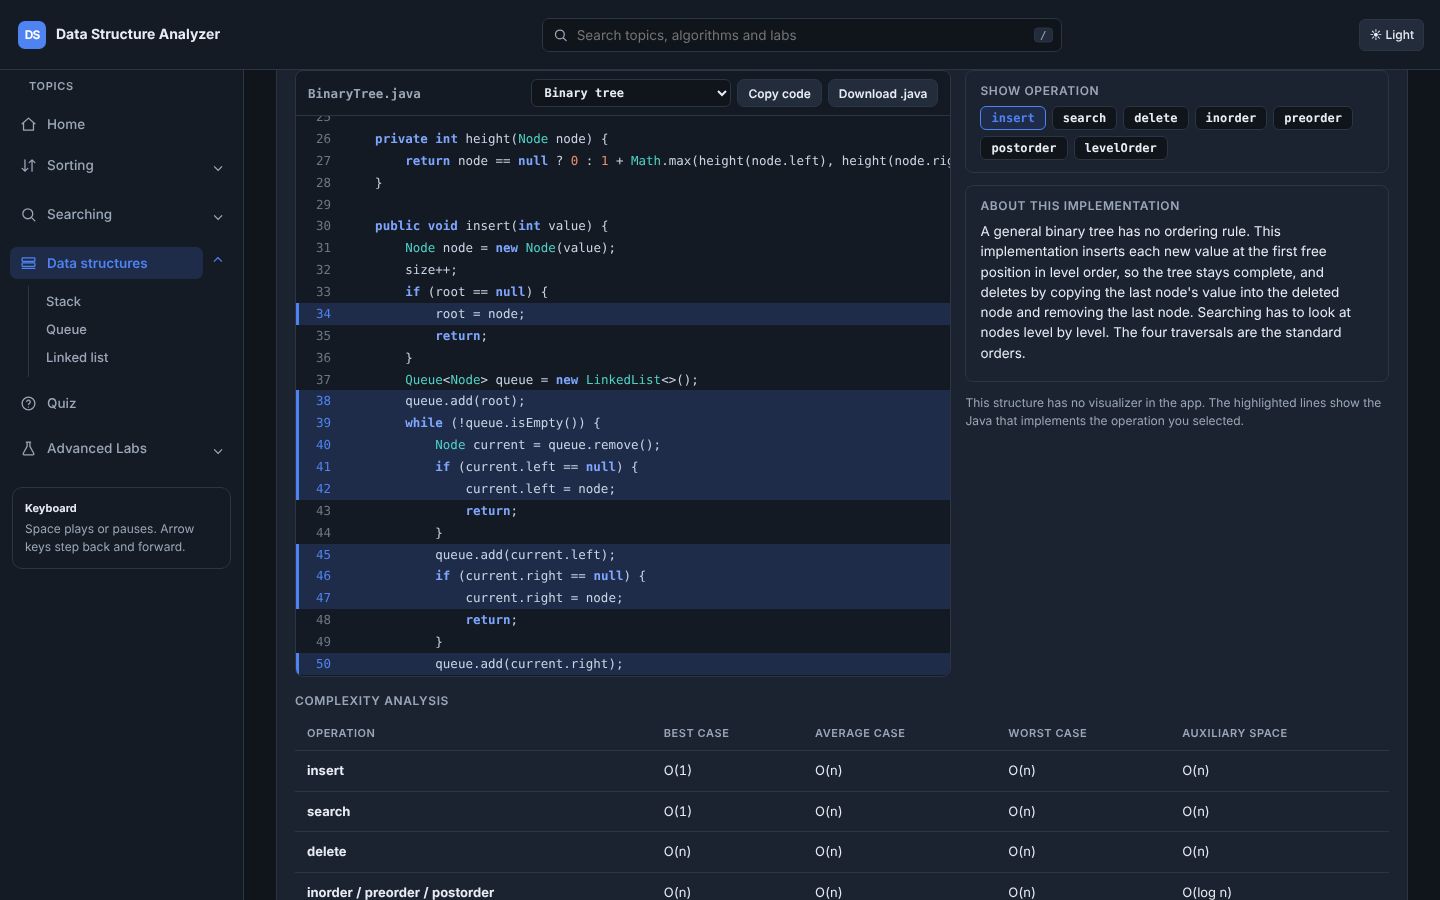 DS
Data Structure Analyzer
Search topics, algorithms and labs
/
☀ Light
TOPICS
Home
Sorting
Searching
Data structures
Stack
Queue
Linked list
Quiz
Advanced Labs
Keyboard
Space plays or pauses. Arrow
keys step back and forward.
BinaryTree.java
Binary tree
Copy code
Download .java
25
26 private int height(Node node) {
27 return node == null ? 0 : 1 + Math.max(height(node.left), height(node.rig
28 }
29
30 public void insert(int value) {
31 Node node = new Node(value);
32 size++;
33 if (root == null) {
34 root = node;
35 return;
36 }
37 Queue<Node> queue = new LinkedList<>();
38 queue.add(root);
39 while (!queue.isEmpty()) {
40 Node current = queue.remove();
41 if (current.left == null) {
42 current.left = node;
43 return;
44 }
45 queue.add(current.left);
46 if (current.right == null) {
47 current.right = node;
48 return;
49 }
50 queue.add(current.right);
SHOW OPERATION
insert search delete inorder preorder
postorder levelOrder
ABOUT THIS IMPLEMENTATION
A general binary tree has no ordering rule. This
implementation inserts each new value at the first free
position in level order, so the tree stays complete, and
deletes by copying the last node's value into the deleted
node and removing the last node. Searching has to look at
nodes level by level. The four traversals are the standard
orders.
This structure has no visualizer in the app. The highlighted lines show the
Java that implements the operation you selected.
COMPLEXITY ANALYSIS
OPERATION BEST CASE AVERAGE CASE WORST CASE AUXILIARY SPACE
insert O(1) O(n) O(n) O(n)
search O(1) O(n) O(n) O(n)
delete O(n) O(n) O(n) O(n)
inorder / preorder / postorder O(n) O(n) O(n) O(log n)